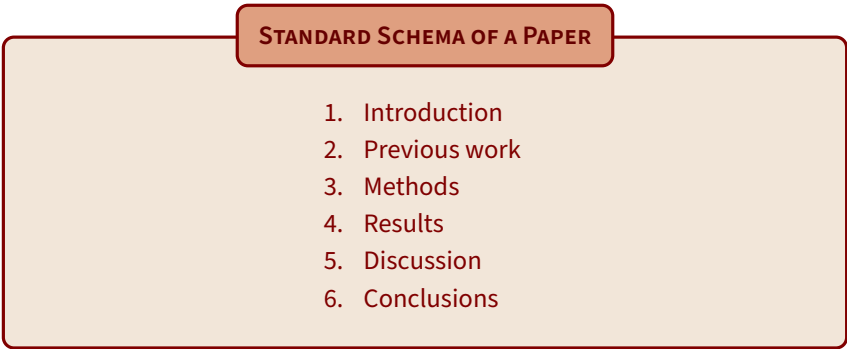 Standard Schema of a Paper
1. Introduction
2. Previous work
3. Methods
4. Results
5. Discussion
6. Conclusions